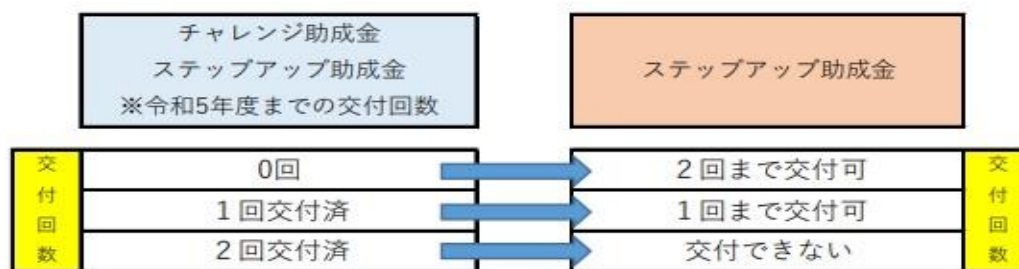 チャレンジ助成金
ステップアップ助成金
※令和5年度までの交付回数
ステップアップ助成金
交付回数
0回
2回まで交付可
1回交付済
1回まで交付可
2回交付済
交付できない
交付回数